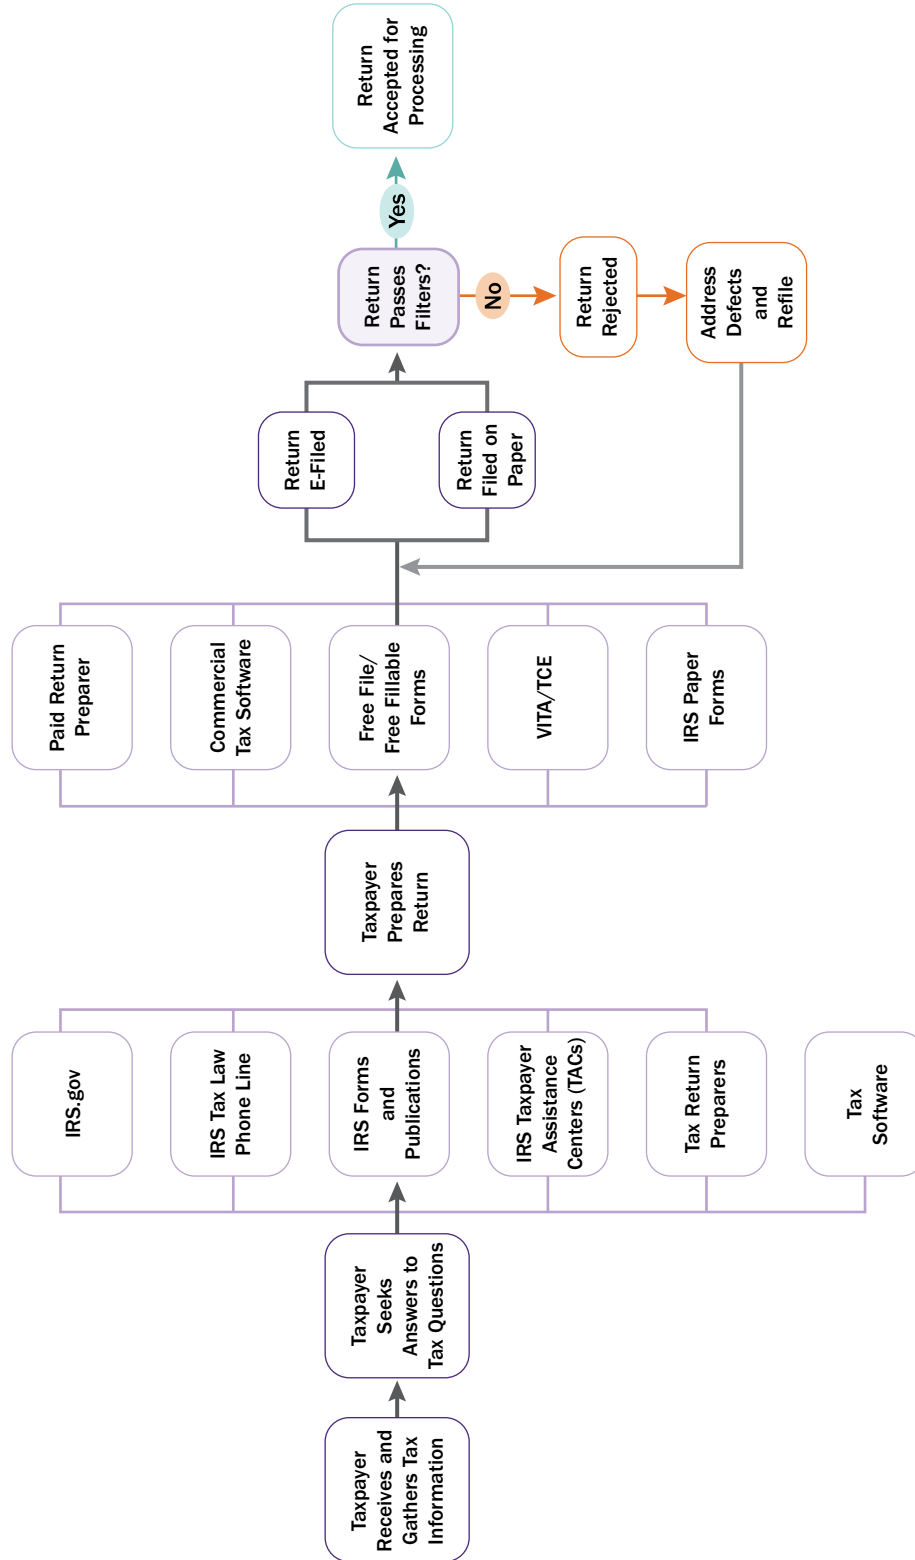 Taxpayer
Receives and
Gathers Tax
Information
Taxpayer
Seeks
Answers to
Tax Questions
IRS.gov
IRS Tax Law
Phone Line
IRS Forms
and
Publications
IRS Taxpayer
Assistance
Centers (TACs)
Tax Return
Preparers
Tax
Software
Taxpayer
Prepares
Return
Paid Return
Preparer
Commercial
Tax Software
Free File/
Free Fillable
Forms
VITA/TCE
IRS Paper
Forms
Return
E-Filed
Return
Filed on
Paper
Return
Passes
Filters?
Yes
Return
Accepted for
Processing
No
Return
Rejected
Address
Defects
and
Refile